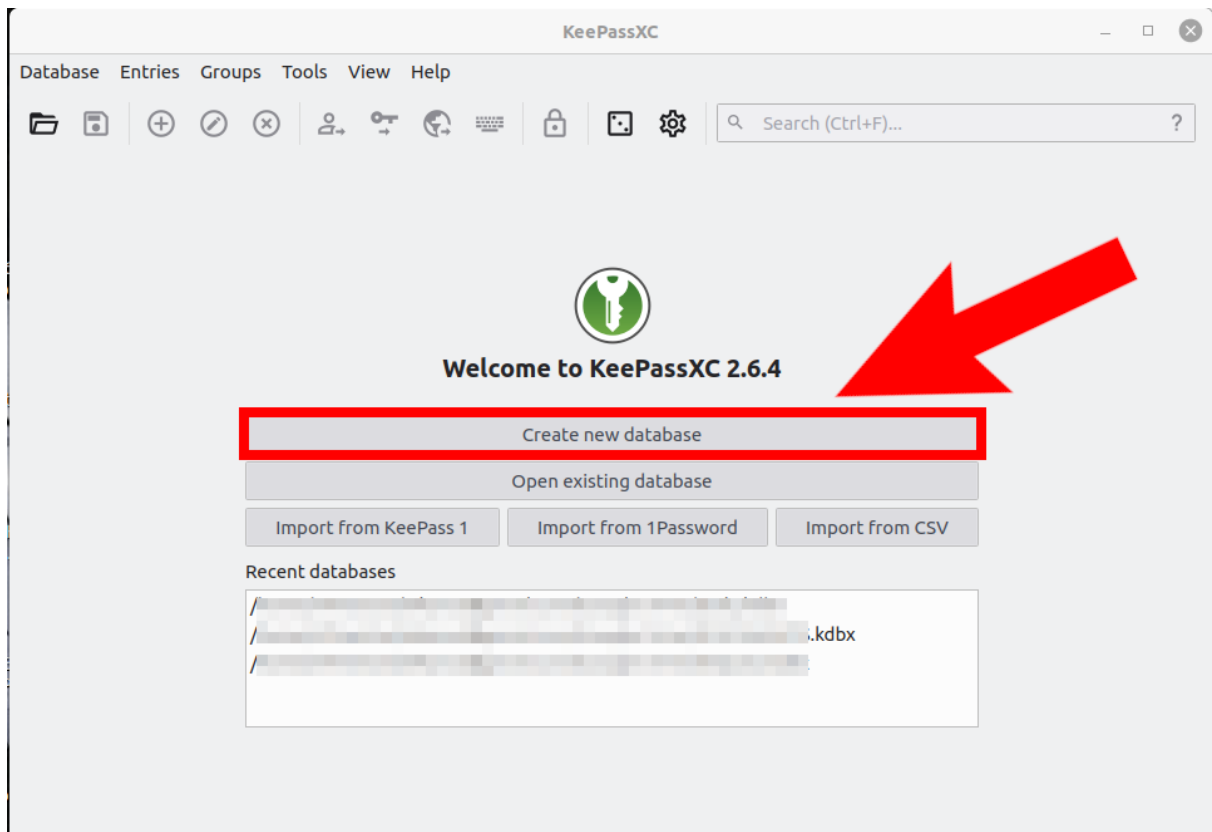 KeePassXC
Database Entries Groups Tools View Help
Search (Ctrl+F)... ?
Welcome to KeePassXC 2.6.4
Create new database
Open existing database
Import from KeePass 1 Import from 1Password Import from CSV
Recent databases
/
/ .kdbx
/